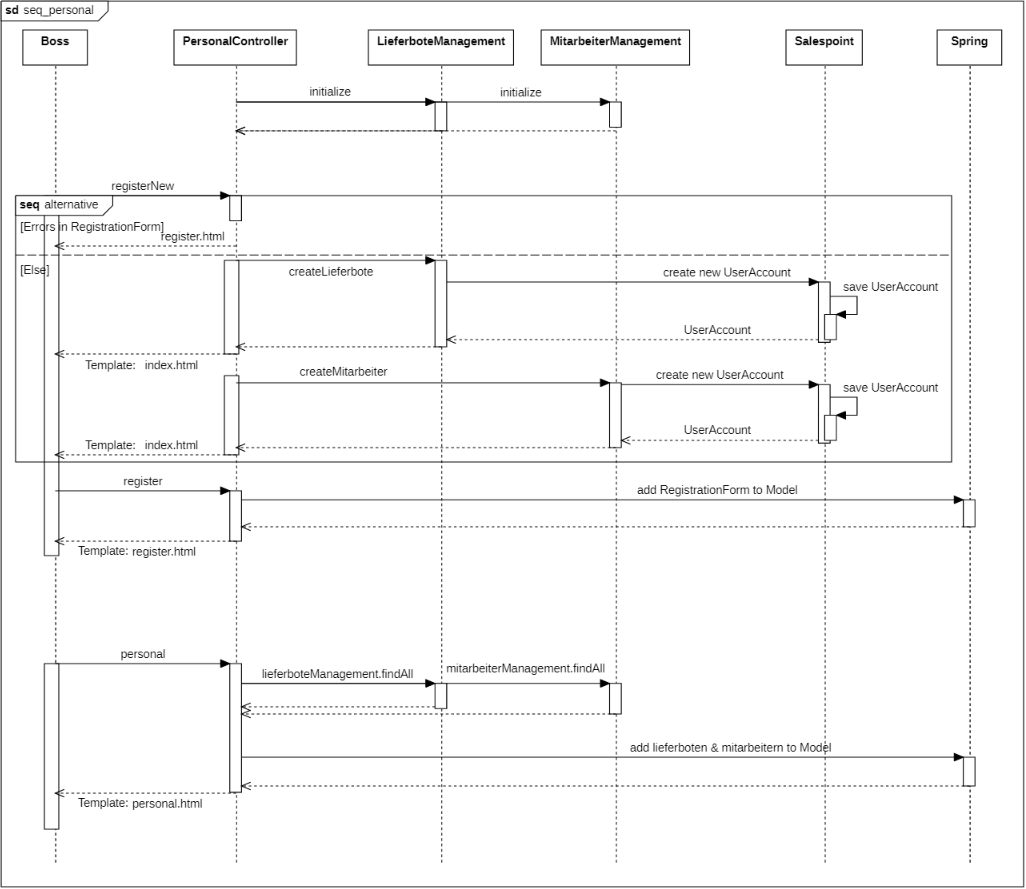 sd seq_personal
Boss
PersonalController
LieferboteManagement
MitarbeiterManagement
Salespoint
Spring
initialize
initialize
registerNew
seq alternative
[Errors in RegistrationForm]
register.html
[Else]
createLieferbote
create new UserAccount
save UserAccount
UserAccount
Template: index.html
createMitarbeiter
create new UserAccount
save UserAccount
UserAccount
Template: index.html
register
add RegistrationForm to Model
Template: register.html
personal
lieferboteManagement.findAll
mitarbeiterManagement.findAll
add lieferboten & mitarbeitern to Model
Template: personal.html